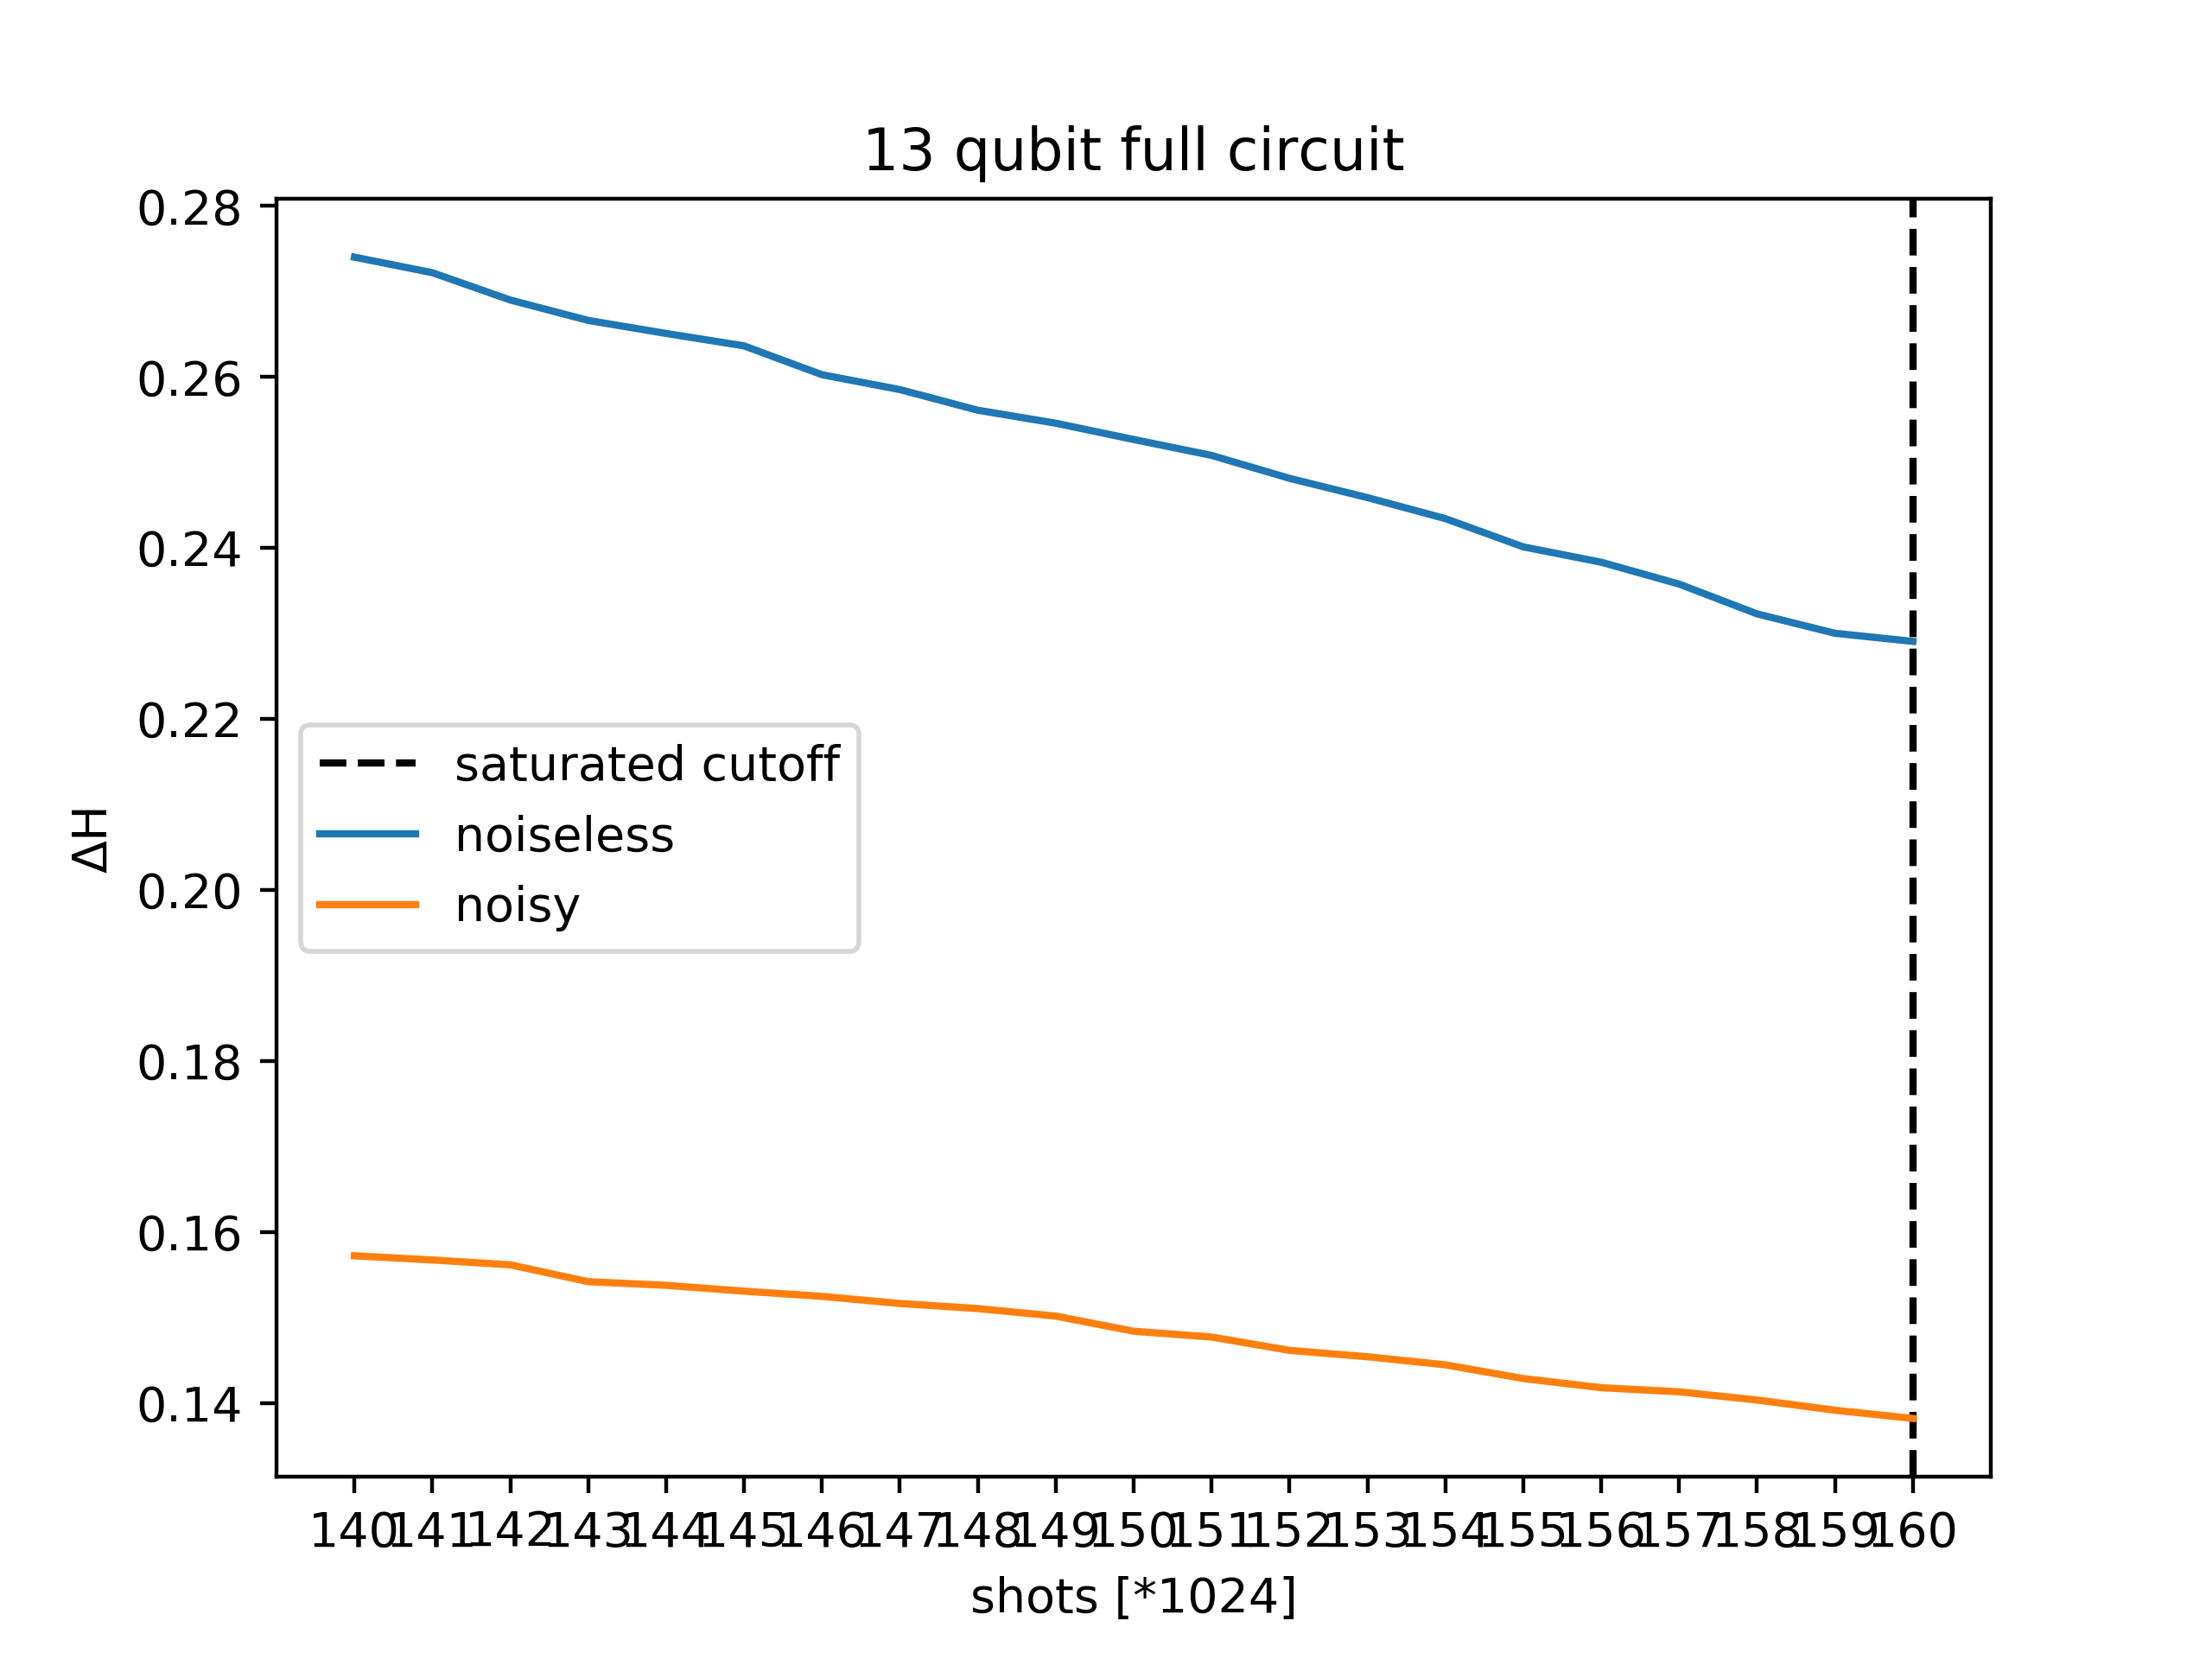 13 qubit full circuit
0.28
0.26
0.24
0.22
0.20
0.18
0.16
0.14
ΔH
saturated cutoff
noiseless
noisy
140 141 142 143 144 145 146 147 148 149 150 151 152 153 154 155 156 157 158 159 160
shots [*1024]